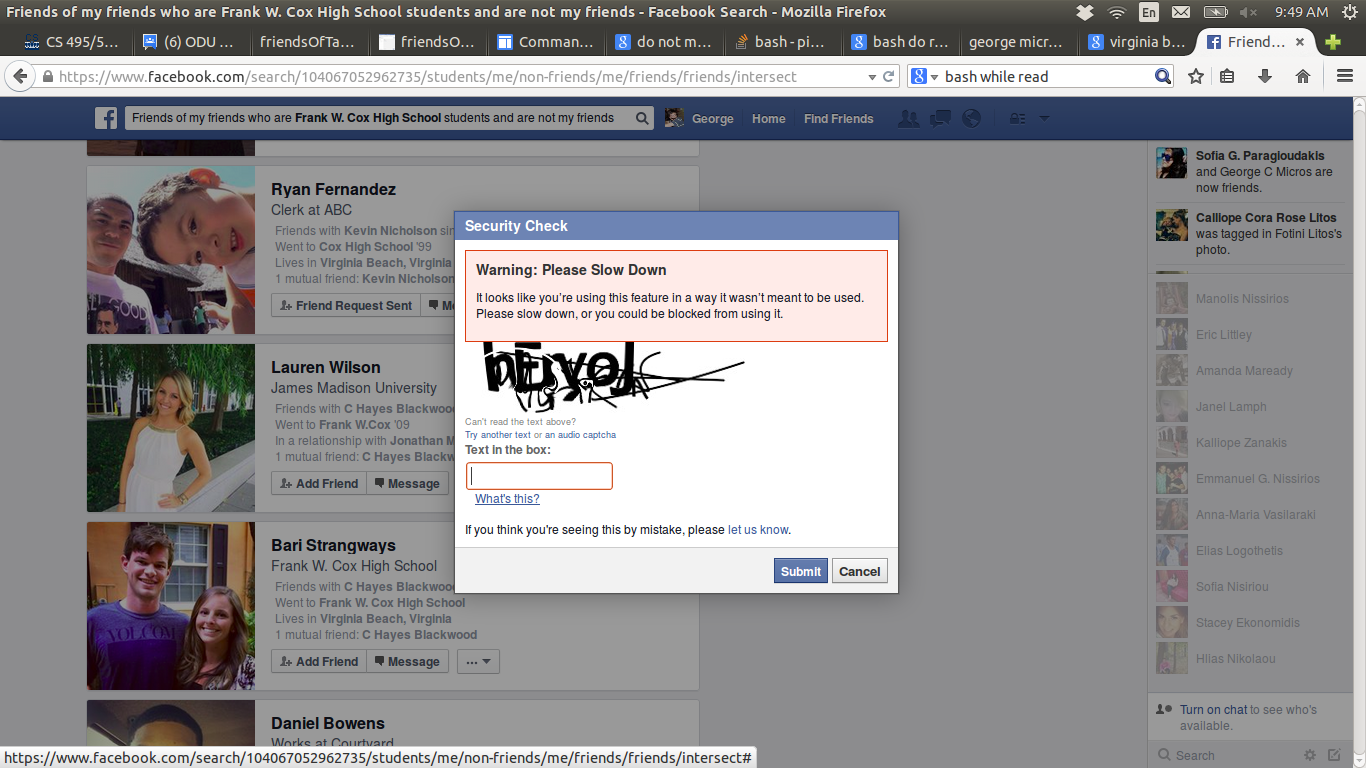 Friends of my friends who are Frank W. Cox High School students and are not my friends - Facebook Search - Mozilla Firefox
En
9:49 AM
CS 495/5...
(6) ODU ...
friendsOfTa...
friendsO...
Comman...
do not m...
bash - pi...
bash do r...
george micr...
virginia b...
Friend...
https://www.facebook.com/search/104067052962735/students/me/non-friends/me/friends/friends/intersect
bash while read
Friends of my friends who are Frank W. Cox High School students and are not my friends
George
Home
Find Friends
Ryan Fernandez
Clerk at ABC
Friends with Kevin Nicholson sin
Went to Cox High School '99
Lives in Virginia Beach, Virginia
1 mutual friend: Kevin Nicholson
Friend Request Sent
Me
Lauren Wilson
James Madison University
Friends with C Hayes Blackwood
Went to Frank W.Cox '09
In a relationship with Jonathan M
1 mutual friend: C Hayes Blackw
Add Friend
Message
Bari Strangways
Frank W. Cox High School
Friends with C Hayes Blackwoo
Went to Frank W. Cox High School
Lives in Virginia Beach, Virginia
1 mutual friend: C Hayes Blackwood
Add Friend
Message
...
VOLCOM
Daniel Bowens
Works at Courtyard
Security Check
Warning: Please Slow Down
It looks like you're using this feature in a way it wasn't meant to be used.
Please slow down, or you could be blocked from using it.
Can't read the text above?
Try another text or an audio captcha
Text in the box:
What's this?
If you think you're seeing this by mistake, please let us know.
Submit
Cancel
Sofia G. Paragioudakis
and George C Micros are
now friends.
Calliope Cora Rose Litos
was tagged in Fotini Litos's
photo.
Manolis Nissirios
Eric Littley
Amanda Maready
Janel Lamph
Kalliope Zanakis
Emmanuel G. Nissirios
Anna-Maria Vasilaraki
Elias Logothetis
Sofia Nisiriou
Stacey Ekonomidis
Hlias Nikolaou
Turn on chat to see who's
available.
Search
https://www.facebook.com/search/104067052962735/students/me/non-friends/me/friends/friends/intersect#